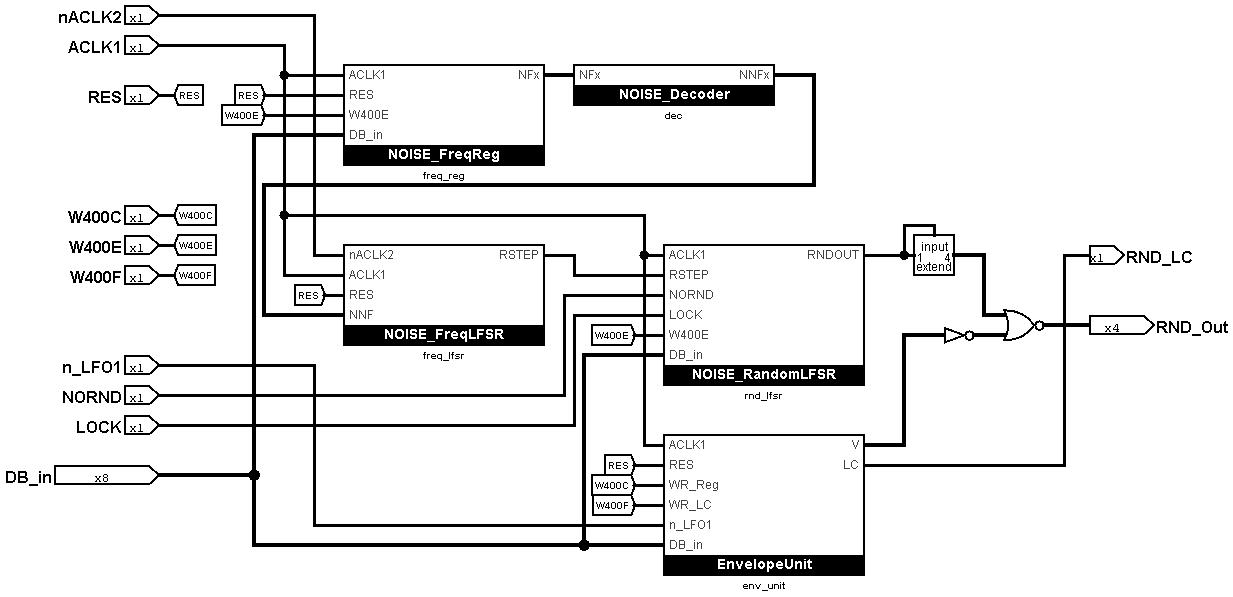 nACLK2 x1
ACLK1 x1
RES x1 RES
W400C x1 W400C
W400E x1 W400E
W400F x1 W400F
n_LFO1 x1
NORND x1
LOCK x1
DB_in x8
RES
W400E
ACLK1 NFx
RES
W400E
DB_in
NOISE_FreqReg
freq_reg
NFx NNFx
NOISE_Decoder
dec
RES
nACLK2 RSTEP
ACLK1
RES
NNF
NOISE_FreqLFSR
freq_lfsr
W400E
ACLK1 RNDOUT
RSTEP
NORND
LOCK
W400E
DB_in
NOISE_RandomLFSR
rnd_lfsr
input
1 4
extend
RES
W400C
W400F
ACLK1 V
RES LC
WR_Reg
WR_LC
n_LFO1
DB_in
EnvelopeUnit
env_unit
x1 RND_LC
x4 RND_Out